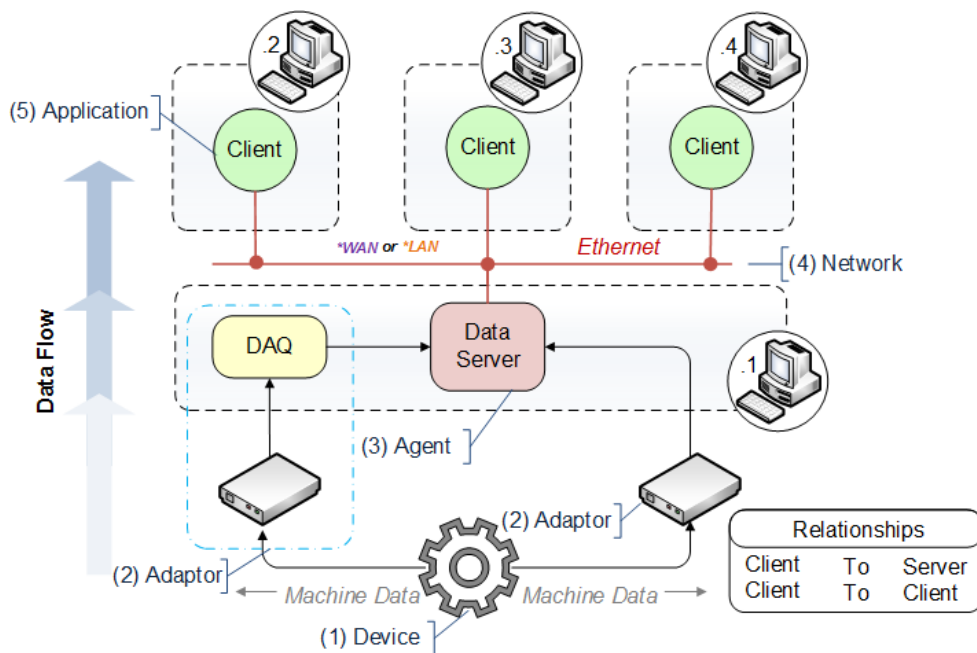 .2
.3
.4
(5) Application
Client
Client
Client
*WAN or *LAN
Ethernet
(4) Network
Data Flow
DAQ
Data
Server
.1
(3) Agent
(2) Adaptor
(2) Adaptor
Machine Data
Machine Data
(1) Device
Relationships
Client To Server
Client To Client